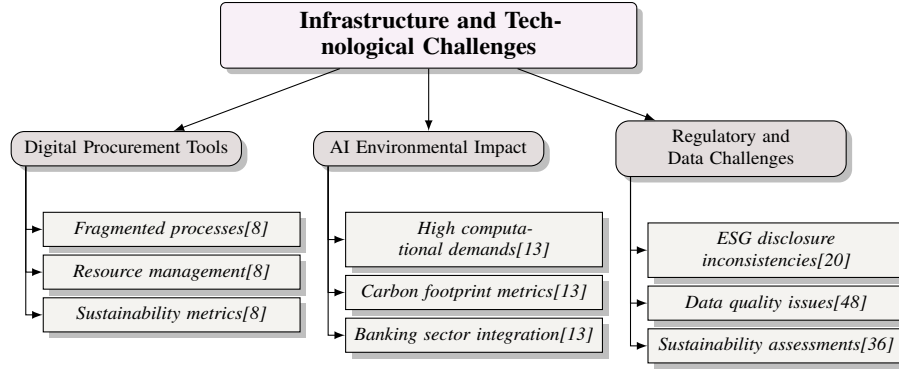 Infrastructure and Tech-
nological Challenges
Digital Procurement Tools
Fragmented processes[8]
Resource management[8]
Sustainability metrics[8]
AI Environmental Impact
High computa-
tional demands[13]
Carbon footprint metrics[13]
Banking sector integration[13]
Regulatory and
Data Challenges
ESG disclosure
inconsistencies[20]
Data quality issues[48]
Sustainability assessments[36]